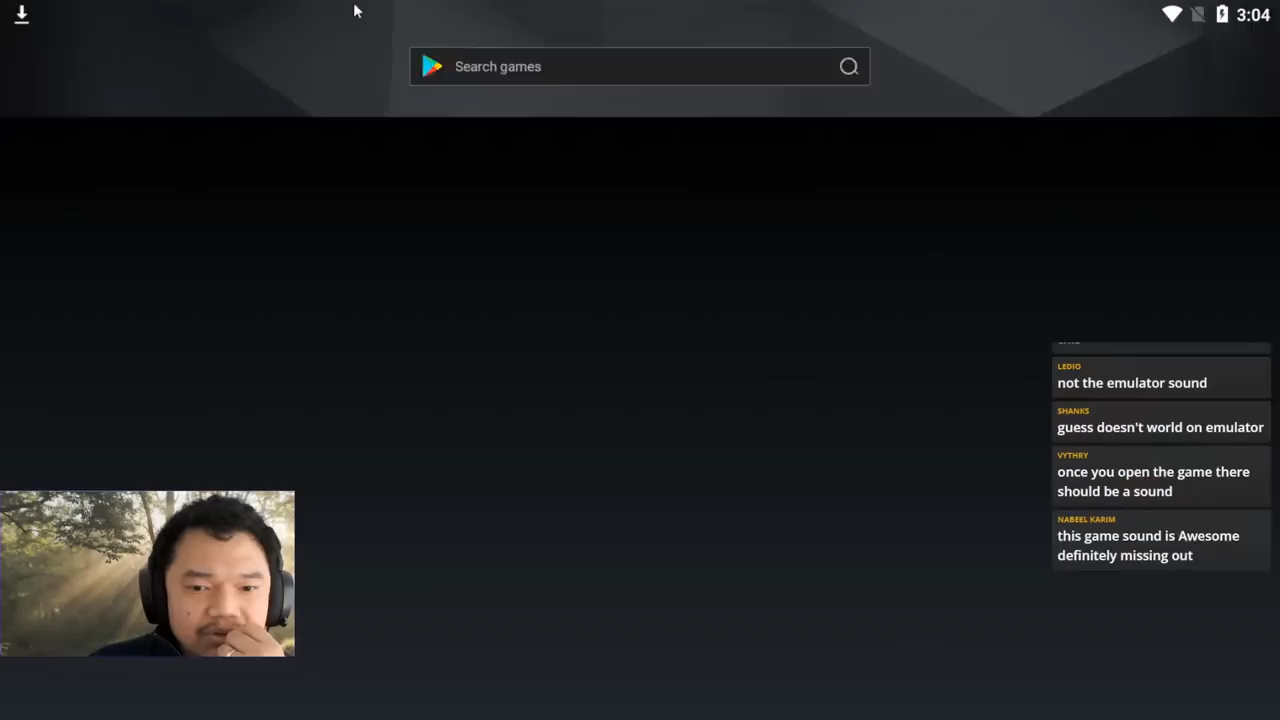 3:04
Search games
LEDIO
not the emulator sound
SHANKS
guess doesn't world on emulator
VYTHRY
once you open the game there
should be a sound
NABEEL KARIM
this game sound is Awesome
definitely missing out